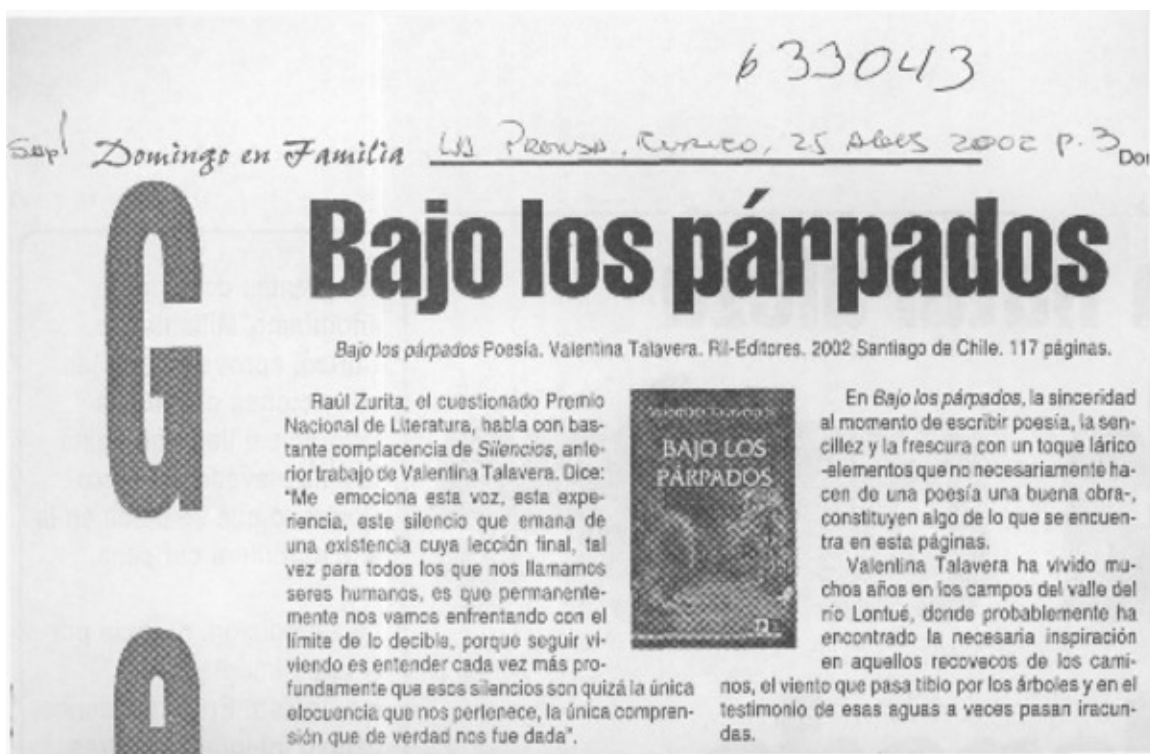 633043
Sapl Domingo en Familia La Prensa, Curicó, 25 Ago 2002 p. 3 Dom
Bajo los párpados
Bajo los párpados Poesía. Valentina Talavera. Ril-Editores. 2002 Santiago de Chile. 117 páginas.
Raúl Zurita, el cuestionado Premio
Nacional de Literatura, habla con bas-
tante complacencia de Silencios, ante-
rior trabajo de Valentina Talavera. Dice:
"Me emociona esta voz, esta expe-
riencia, este silencio que emana de
una existencia cuya lección final, tal
vez para todos los que nos llamamos
seres humanos, es que permanente-
mente nos vamos enfrentando con el
límite de lo decible, porque seguir vi-
viendo es entender cada vez más pro-
fundamente que esos silencios son quizá la única
elocuencia que nos pertenece, la única compren-
sión que de verdad nos fue dada".
BAJO LOS
PÁRPADOS
En Bajo los párpados, la sinceridad
al momento de escribir poesía, la sen-
cillez y la frescura con un toque lárico
-elementos que no necesariamente ha-
cen de una poesía una buena obra-,
constituyen algo de lo que se encuen-
tra en esta páginas.
Valentina Talavera ha vivido mu-
chos años en los campos del valle del
río Lontué, donde probablemente ha
encontrado la necesaria inspiración
en aquellos recovecos de los cami-
nos, el viento que pasa tibio por los árboles y en el
testimonio de esas aguas a veces pasan iracun-
das.